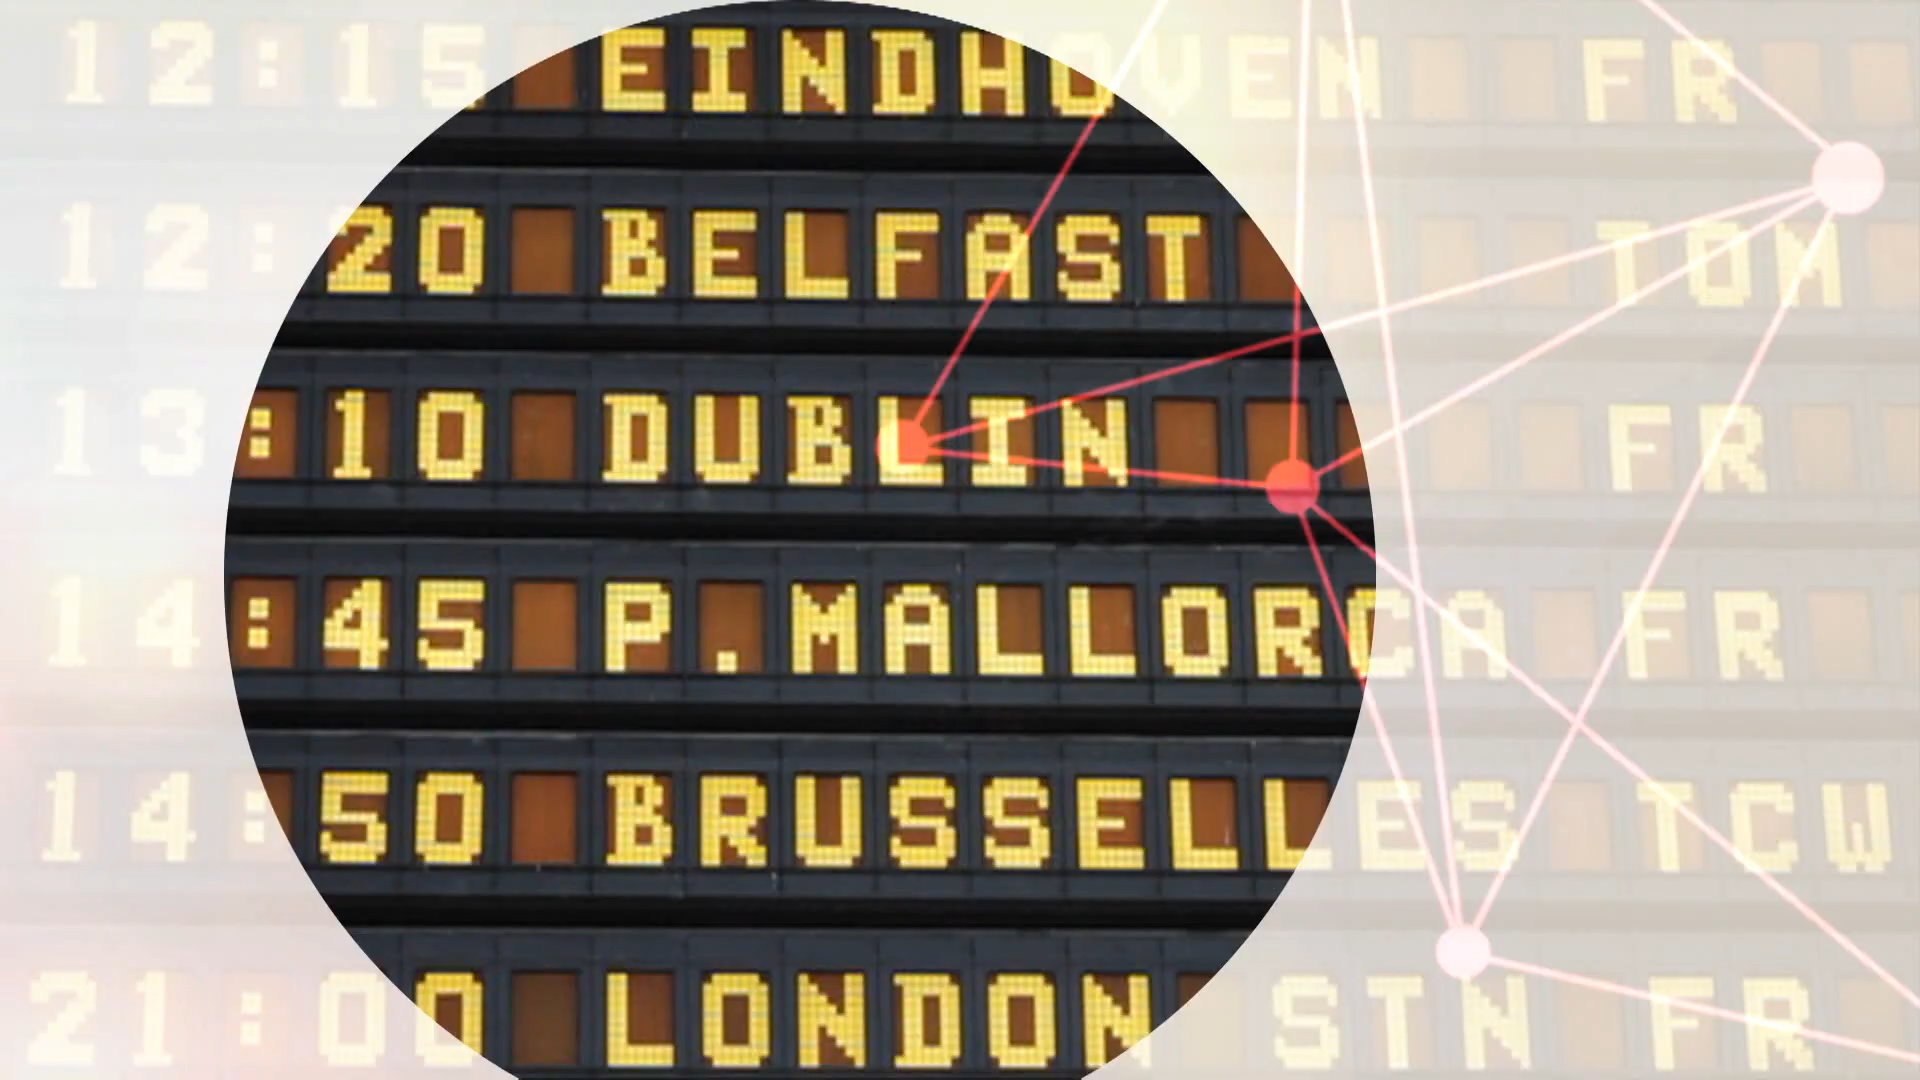 12:15 EINDHOVEN FR
12:20 BELFAST TOM
13:10 DUBLIN FR
14:45 P.MALLORCA FR
14:50 BRUSSELLES TCW
21:00 LONDON STN FR